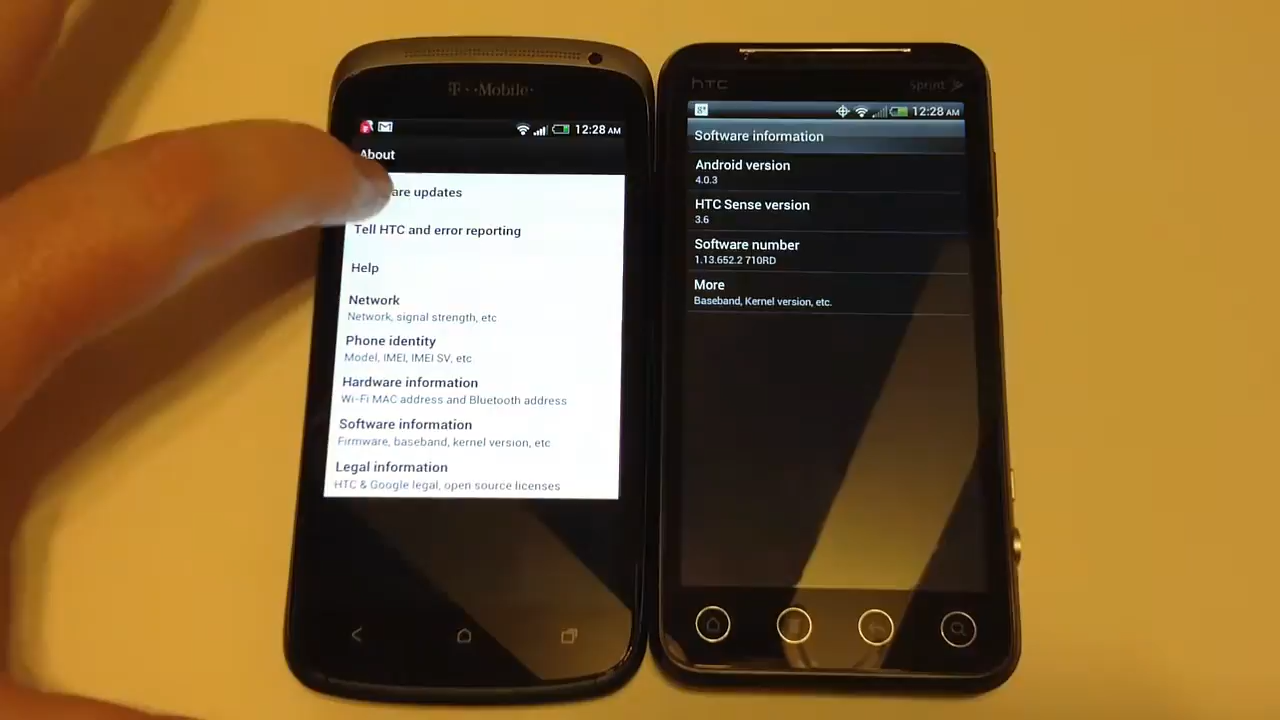 T··Mobile·
12:28 AM
About
are updates
Tell HTC and error reporting
Help
Network
Network, signal strength, etc
Phone identity
Model, IMEI, IMEI SV, etc
Hardware information
Wi-Fi MAC address and Bluetooth address
Software information
Firmware, baseband, kernel version, etc
Legal information
HTC & Google legal, open source licenses
hTC Sprint
12:28 AM
Software information
Android version
4.0.3
HTC Sense version
3.6
Software number
1.13.652.2 710RD
More
Baseband, Kernel version, etc.